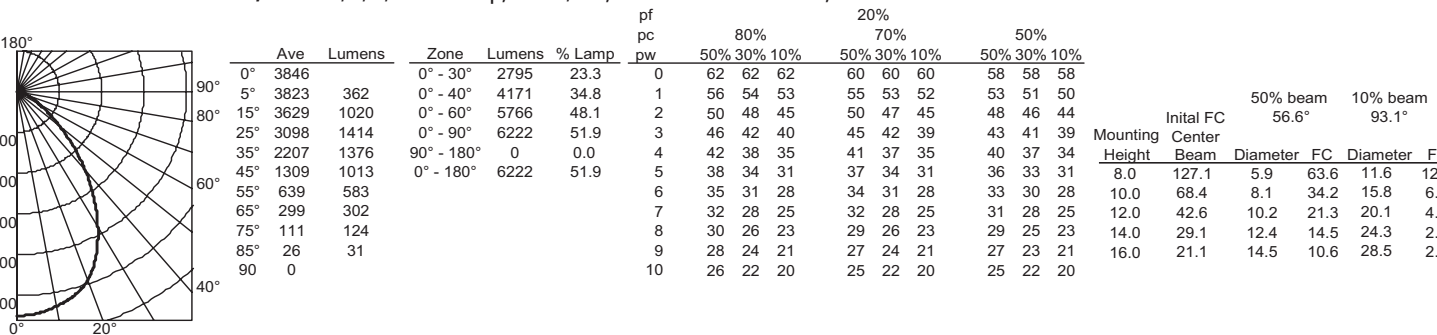 pf 20%
pc 80% 70% 50%
pw 50% 30% 10% 50% 30% 10% 50% 30% 10%
0 62 62 62 60 60 60 58 58 58
1 56 54 53 55 53 52 53 51 50
2 50 48 45 50 47 45 48 46 44
3 46 42 40 45 42 39 43 41 39
4 42 38 35 41 37 35 40 37 34
5 38 34 31 37 34 31 36 33 31
6 35 31 28 34 31 28 33 30 28
7 32 28 25 32 28 25 31 28 25
8 30 26 23 29 26 23 29 25 23
9 28 24 21 27 24 21 27 23 21
10 26 22 20 25 22 20 25 22 20
180°
90°
80°
60°
40°
0° 20°
Ave Lumens
0° 3846
5° 3823 362
15° 3629 1020
25° 3098 1414
35° 2207 1376
45° 1309 1013
55° 639 583
65° 299 302
75° 111 124
85° 26 31
90 0
Zone Lumens % Lamp
0° - 30° 2795 23.3
0° - 40° 4171 34.8
0° - 60° 5766 48.1
0° - 90° 6222 51.9
90° - 180° 0 0.0
0° - 180° 6222 51.9
50% beam 10% beam
56.6° 93.1°
Inital FC
Mounting Center
Height Beam Diameter FC Diameter
8.0 127.1 5.9 63.6 11.6
10.0 68.4 8.1 34.2 15.8
12.0 42.6 10.2 21.3 20.1
14.0 29.1 12.4 14.5 24.3
16.0 21.1 14.5 10.6 28.5